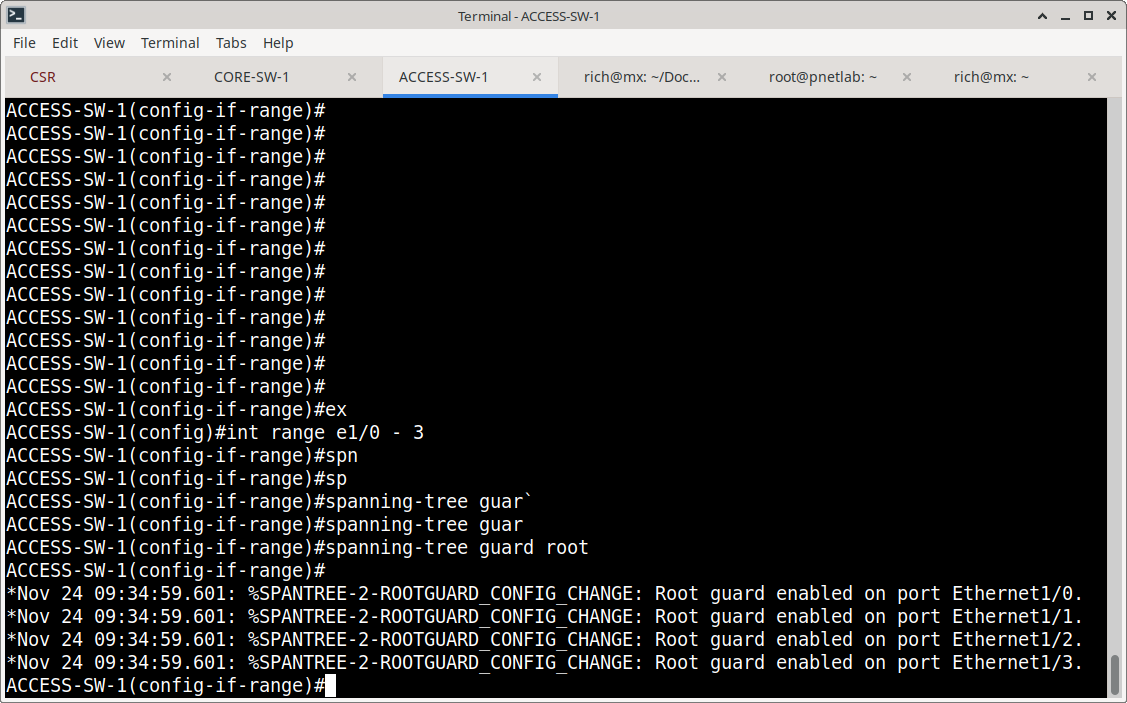 Terminal - ACCESS-SW-1
File Edit View Terminal Tabs Help
CSR CORE-SW-1 ACCESS-SW-1 rich@mx: ~/Doc... root@pnetlab: ~ rich@mx: ~
ACCESS-SW-1(config-if-range)#
ACCESS-SW-1(config-if-range)#
ACCESS-SW-1(config-if-range)#
ACCESS-SW-1(config-if-range)#
ACCESS-SW-1(config-if-range)#
ACCESS-SW-1(config-if-range)#
ACCESS-SW-1(config-if-range)#
ACCESS-SW-1(config-if-range)#
ACCESS-SW-1(config-if-range)#
ACCESS-SW-1(config-if-range)#
ACCESS-SW-1(config-if-range)#
ACCESS-SW-1(config-if-range)#
ACCESS-SW-1(config-if-range)#
ACCESS-SW-1(config-if-range)#ex
ACCESS-SW-1(config)#int range e1/0 - 3
ACCESS-SW-1(config-if-range)#spn
ACCESS-SW-1(config-if-range)#sp
ACCESS-SW-1(config-if-range)#spanning-tree guar`
ACCESS-SW-1(config-if-range)#spanning-tree guar
ACCESS-SW-1(config-if-range)#spanning-tree guard root
ACCESS-SW-1(config-if-range)#
*Nov 24 09:34:59.601: %SPANTREE-2-ROOTGUARD_CONFIG_CHANGE: Root guard enabled on port Ethernet1/0.
*Nov 24 09:34:59.601: %SPANTREE-2-ROOTGUARD_CONFIG_CHANGE: Root guard enabled on port Ethernet1/1.
*Nov 24 09:34:59.601: %SPANTREE-2-ROOTGUARD_CONFIG_CHANGE: Root guard enabled on port Ethernet1/2.
*Nov 24 09:34:59.601: %SPANTREE-2-ROOTGUARD_CONFIG_CHANGE: Root guard enabled on port Ethernet1/3.
ACCESS-SW-1(config-if-range)#